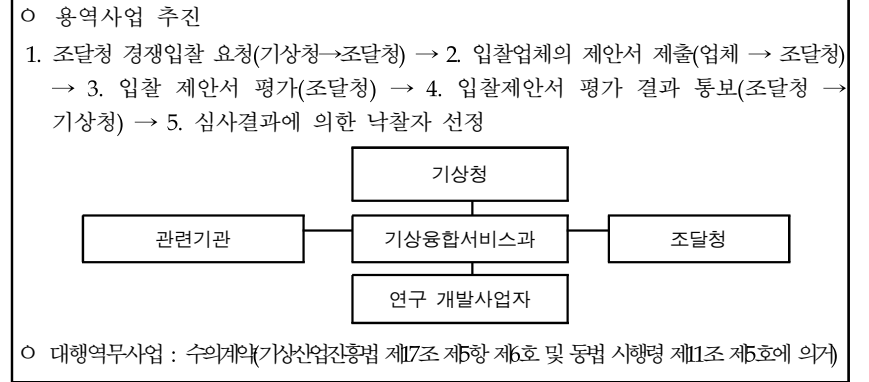 ㅇ 용역사업 추진
1. 조달청 경쟁입찰 요청(기상청→조달청) → 2. 입찰업체의 제안서 제출(업체 → 조달청)
→ 3. 입찰 제안서 평가(조달청) → 4. 입찰제안서 평가 결과 통보(조달청 →
기상청) → 5. 심사결과에 의한 낙찰자 선정
기상청
관련기관 기상융합서비스과 조달청
연구 개발사업자
ㅇ 대행역무사업 : 수의계약(기상산업진흥법 제17조 제5항 제6호 및 동법 시행령 제11조 제5호에 의거)